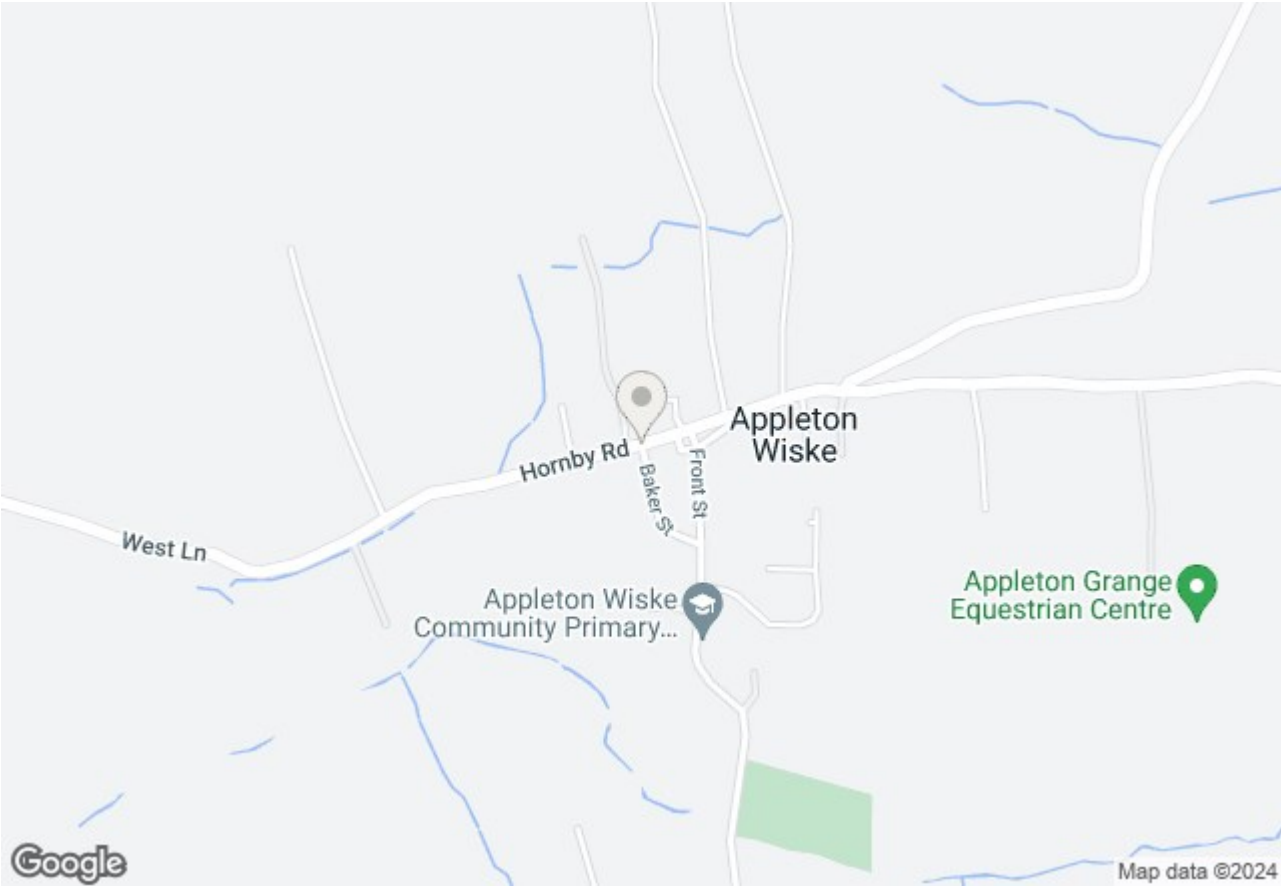 Appleton
Wiske
Hornby Rd
Front St
Baker St
West Ln
Appleton Grange
Equestrian Centre
Appleton Wiske
Community Primary...
Google
Map data ©2024